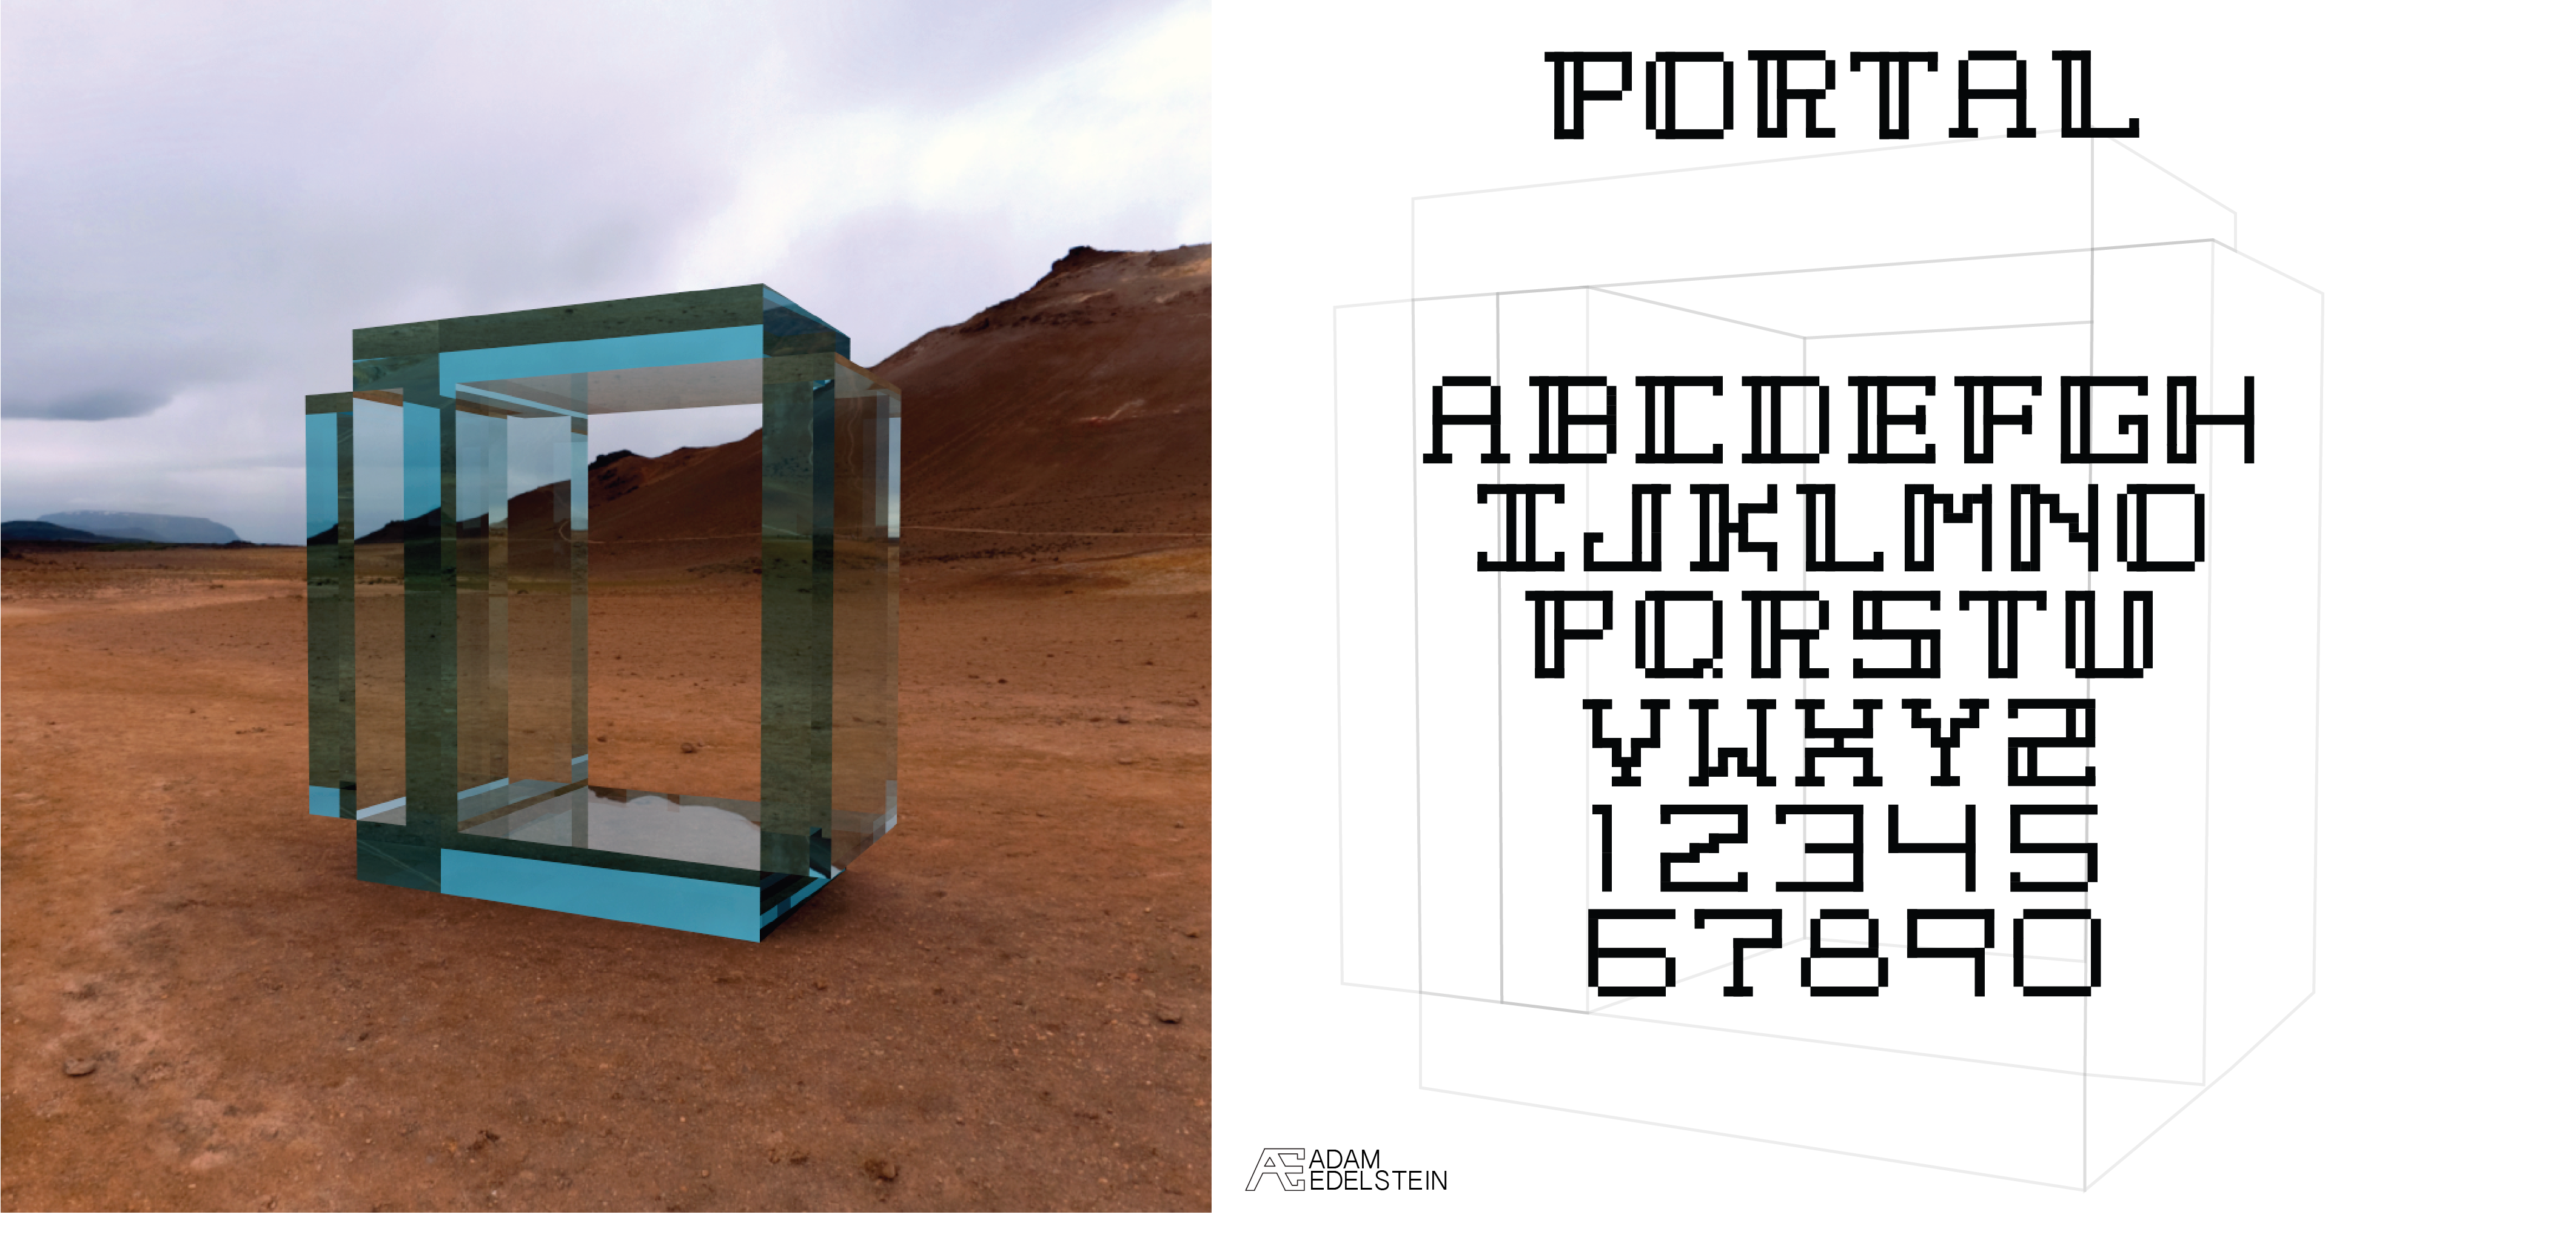 PORTAL
ABCDEFGH
IJKLMNO
PQRSTU
VWXYZ
12345
67890
Æ ADAM
EDELSTEIN